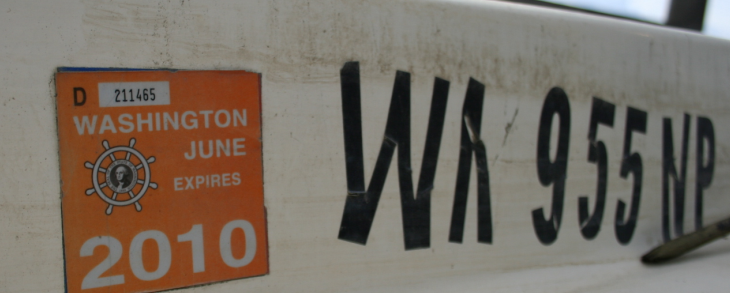 D 211465
WASHINGTON
JUNE
EXPIRES
2010
WA 955 NP